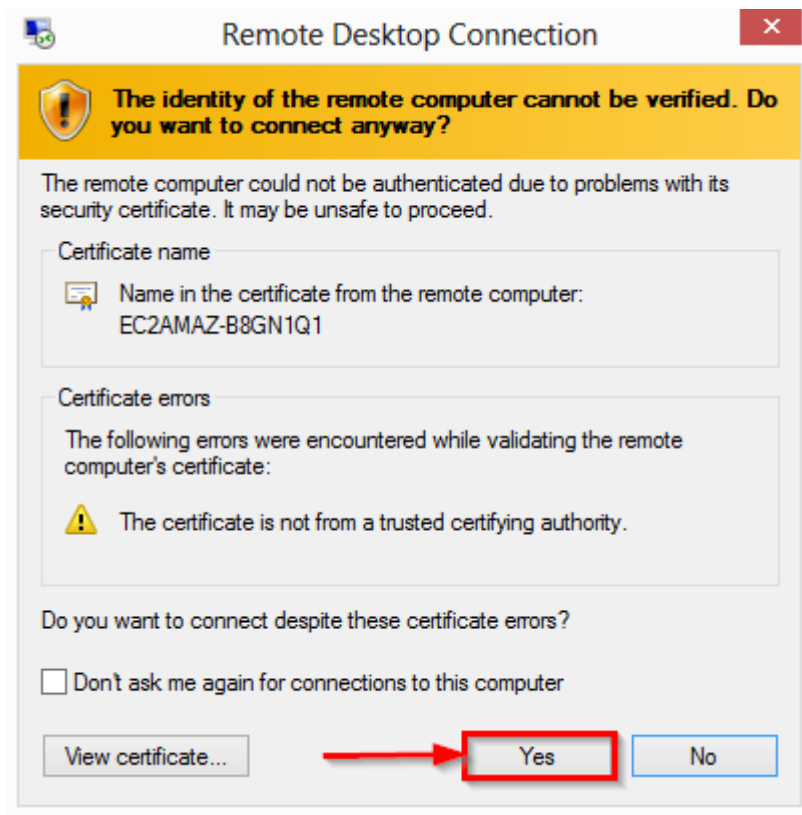 Remote Desktop Connection
The identity of the remote computer cannot be verified. Do
you want to connect anyway?
The remote computer could not be authenticated due to problems with its
security certificate. It may be unsafe to proceed.
Certificate name
Name in the certificate from the remote computer:
EC2AMAZ-B8GN1Q1
Certificate errors
The following errors were encountered while validating the remote
computer's certificate:
The certificate is not from a trusted certifying authority.
Do you want to connect despite these certificate errors?
Don't ask me again for connections to this computer
View certificate... Yes No